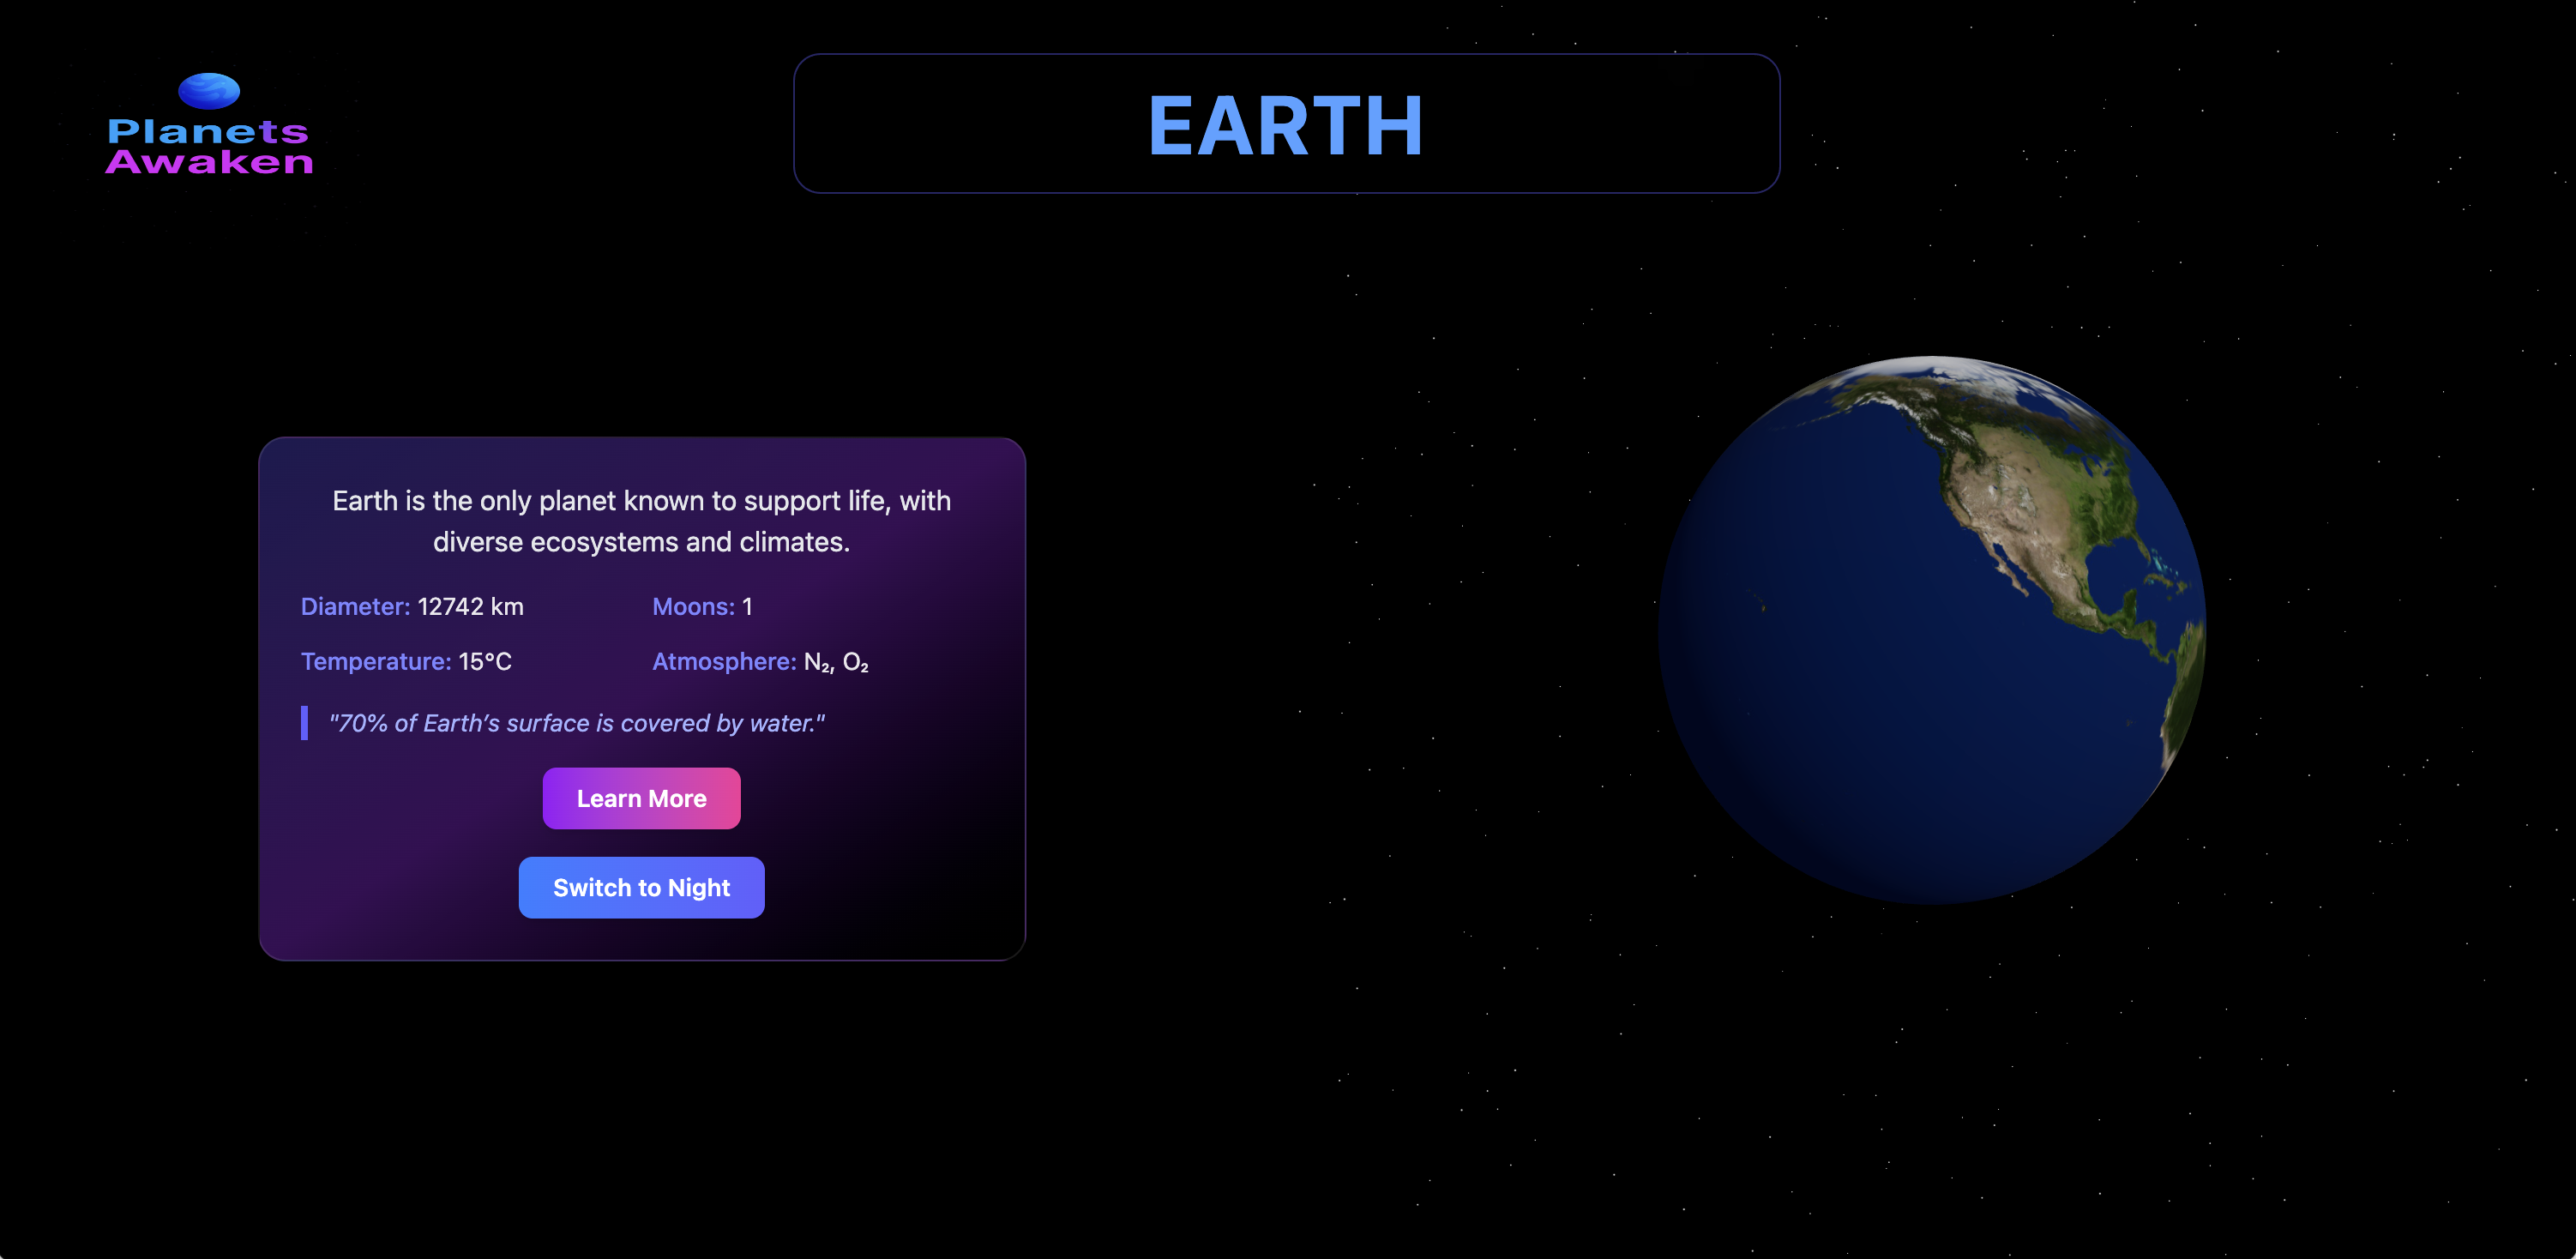 Planets
Awaken
EARTH
Earth is the only planet known to support life, with
diverse ecosystems and climates.
Diameter: 12742 km
Moons: 1
Temperature: 15°C
Atmosphere: N₂, O₂
"70% of Earth’s surface is covered by water."
Learn More
Switch to Night